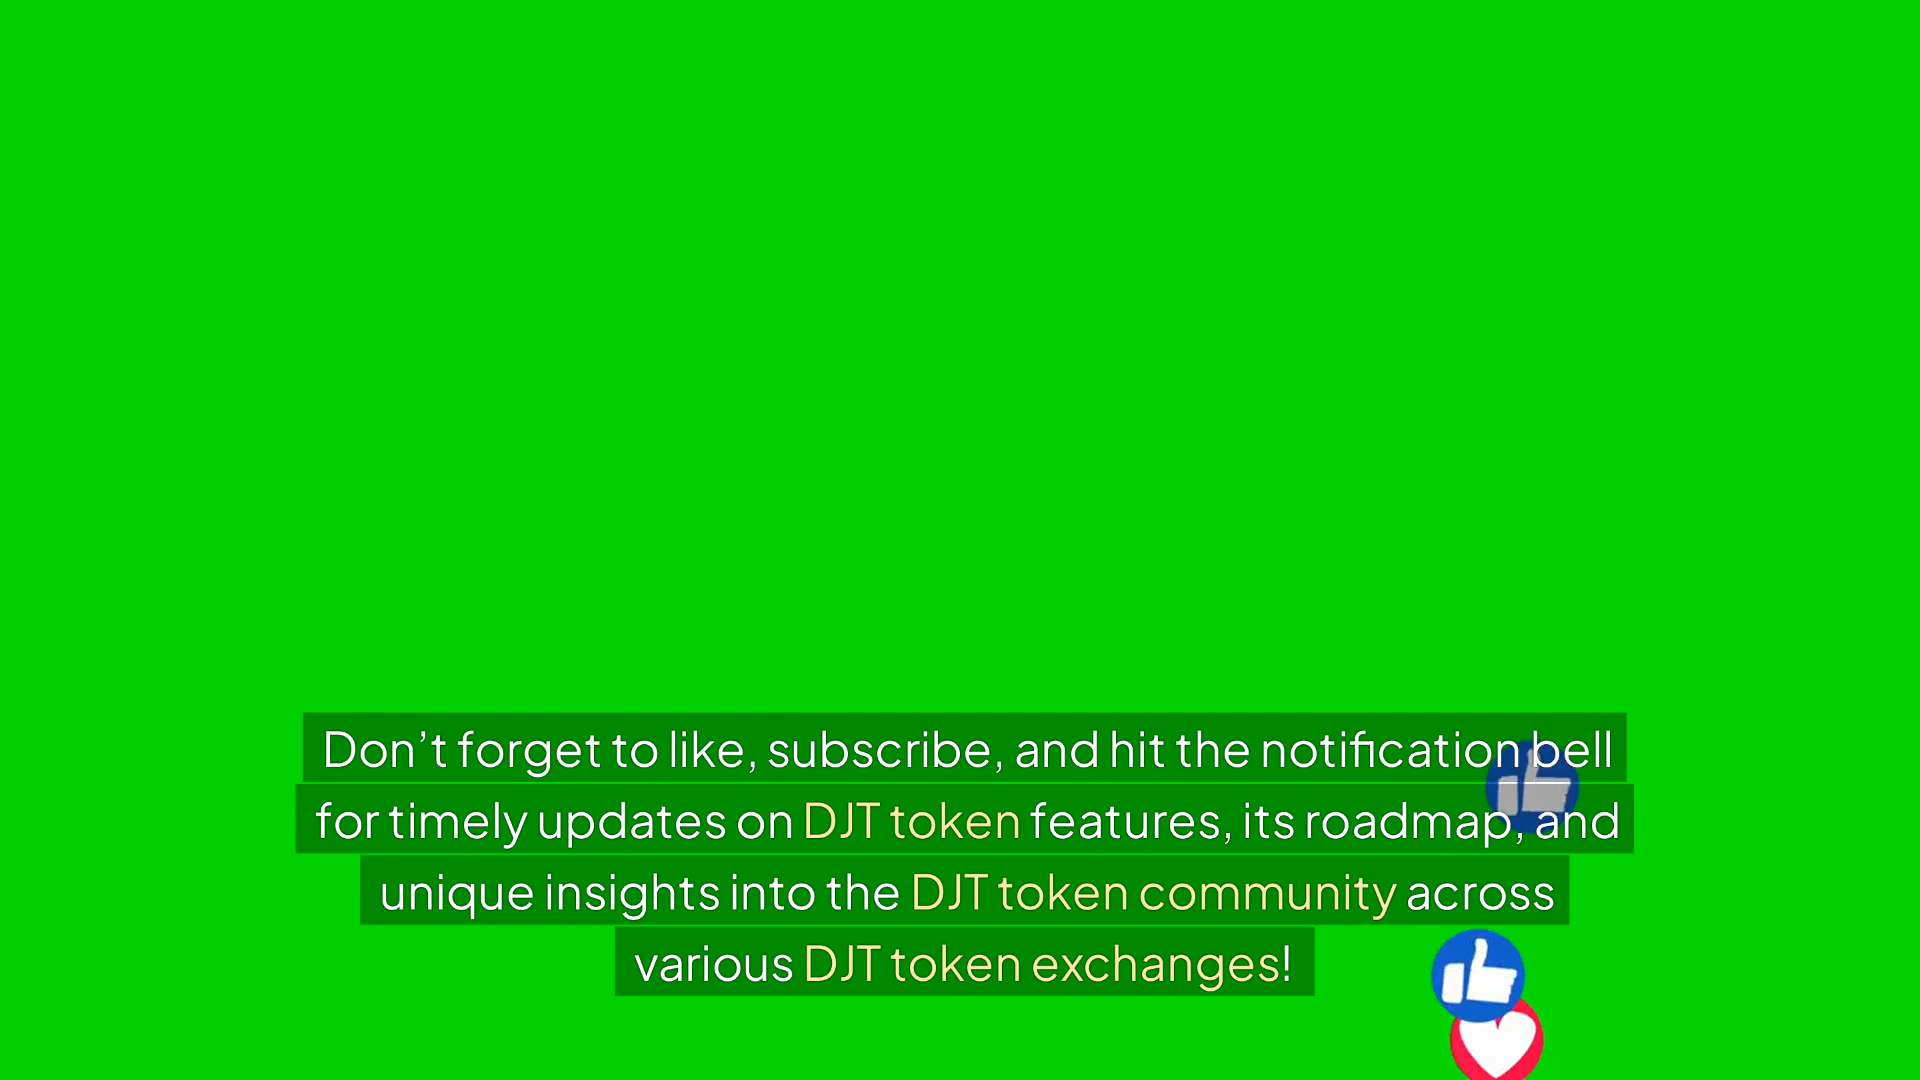 Don’t forget to like, subscribe, and hit the notification bell
for timely updates on DJT token features, its roadmap, and
unique insights into the DJT token community across
various DJT token exchanges!